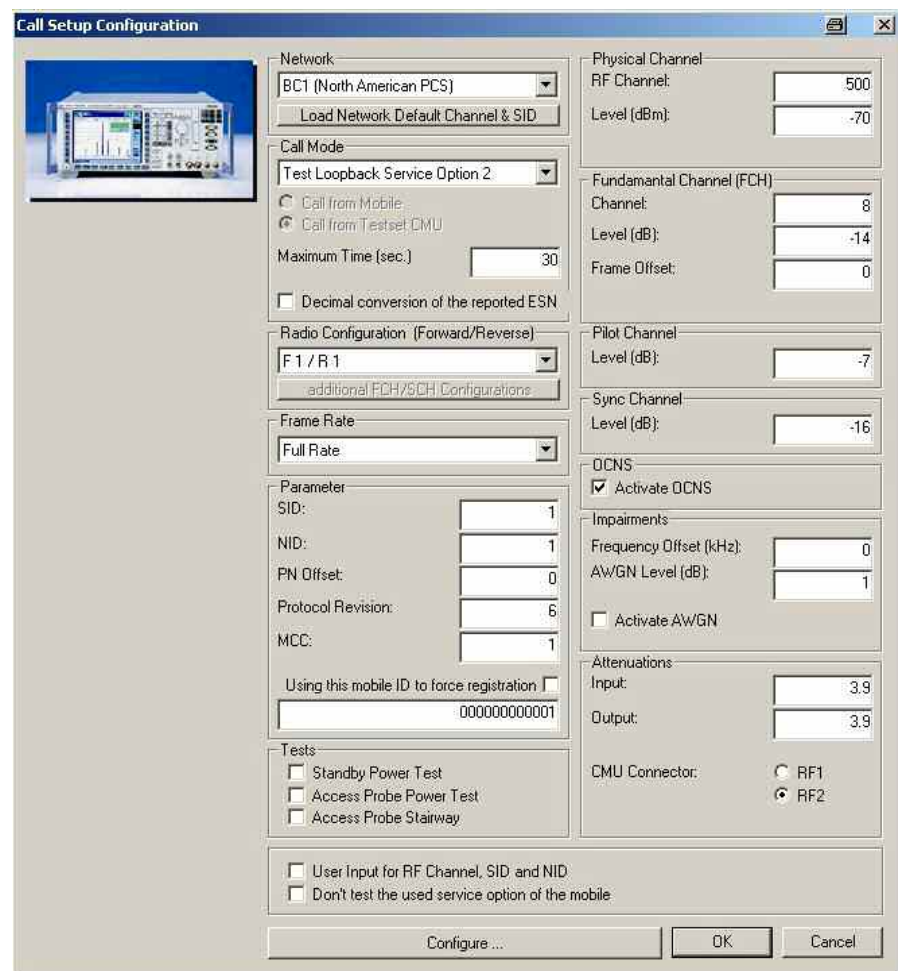 Call Setup Configuration
Network
BC1 (North American PCS)
Load Network Default Channel & SID
Call Mode
Test Loopback Service Option 2
Call from Mobile
Call from Testset CMU
Maximum Time (sec.)
30
Decimal conversion of the reported ESN
Radio Configuration (Forward/Reverse)
F 1 / R 1
additional FCH/SCH Configurations
Frame Rate
Full Rate
Parameter
SID:
1
NID:
1
PN Offset:
0
Protocol Revision:
6
MCC:
1
Using this mobile ID to force registration
000000000001
Tests
Standby Power Test
Access Probe Power Test
Access Probe Stairway
Physical Channel
RF Channel:
500
Level (dBm):
-70
Fundamantal Channel (FCH)
Channel:
8
Level (dB):
-14
Frame Offset:
0
Pilot Channel
Level (dB):
-7
Sync Channel
Level (dB):
-16
OCNS
Activate OCNS
Impairments
Frequency Offset (kHz):
0
AWGN Level (dB):
1
Activate AWGN
Attenuations
Input:
3.9
Output:
3.9
CMU Connector:
RF1
RF2
User Input for RF Channel, SID and NID
Don't test the used service option of the mobile
Configure ...
OK
Cancel